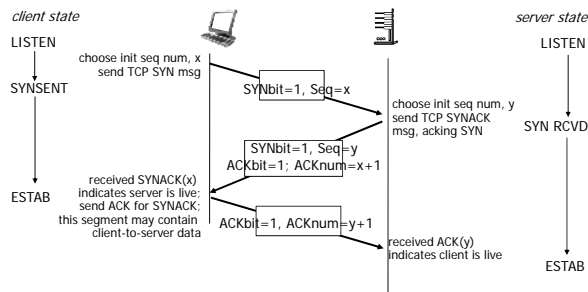 client state
server state
LISTEN
LISTEN
choose init seq num, x
send TCP SYN msg
SYNSENT
SYNbit=1, Seq=x
choose init seq num, y
send TCP SYNACK
msg, acking SYN
SYN RCVD
SYNbit=1, Seq=y
ACKbit=1; ACKnum=x+1
received SYNACK(x)
indicates server is live;
send ACK for SYNACK;
this segment may contain
client-to-server data
ESTAB
ACKbit=1, ACKnum=y+1
received ACK(y)
indicates client is live
ESTAB